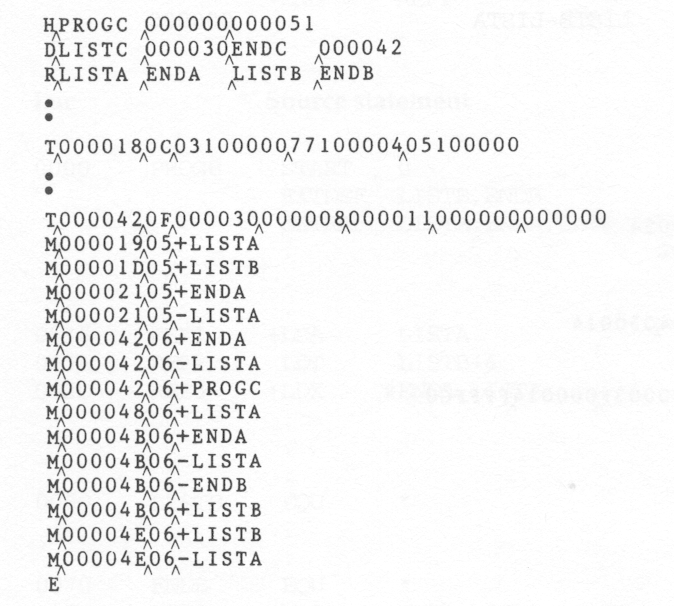 H^PROGC ^000000^000051
D^LISTC ^000030^ENDC  ^000042
R^LISTA ^ENDA  ^LISTB ^ENDB
•
•
T^000018^0C^03100000^77100004^05100000
•
•
T^000042^0F^000030^000008^000011^000000^000000
M^000019^05^+LISTA
M^00001D^05^+LISTB
M^000021^05^+ENDA
M^000021^05^-LISTA
M^000042^06^+ENDA
M^000042^06^-LISTA
M^000042^06^+PROGC
M^000048^06^+LISTA
M^00004B^06^+ENDA
M^00004B^06^-LISTA
M^00004B^06^-ENDB
M^00004B^06^+LISTB
M^00004E^06^+LISTB
M^00004E^06^-LISTA
E